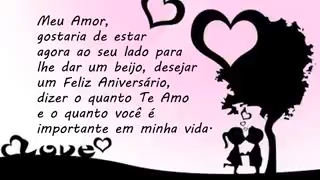 Meu Amor,
gostaria de estar
agora ao seu lado para
lhe dar um beijo, desejar
um Feliz Aniversário,
dizer o quanto Te Amo
e o quanto você é
importante em minha vida.
Love